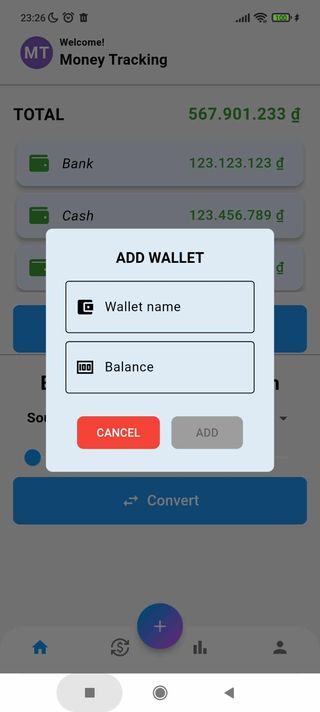 23:26
100
MT
Welcome!
Money Tracking
TOTAL 567.901.233 ₫
Bank 123.123.123 ₫
Cash 123.456.789 ₫
₫
ADD WALLET
Wallet name
Balance
CANCEL ADD
Convert